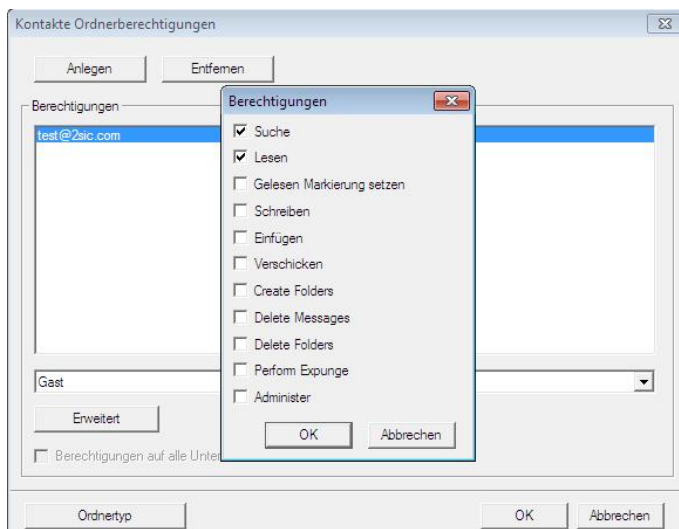 Kontakte Ordnerberechtigungen
Anlegen
Entfernen
Berechtigungen
test@2sic.com
Berechtigungen
Suche
Lesen
Gelesen Markierung setzen
Schreiben
Einfügen
Verschicken
Create Folders
Delete Messages
Delete Folders
Perform Expunge
Administer
OK
Abbrechen
Gast
Erweitert
Berechtigungen auf alle Unter
Ordnertyp
OK
Abbrechen